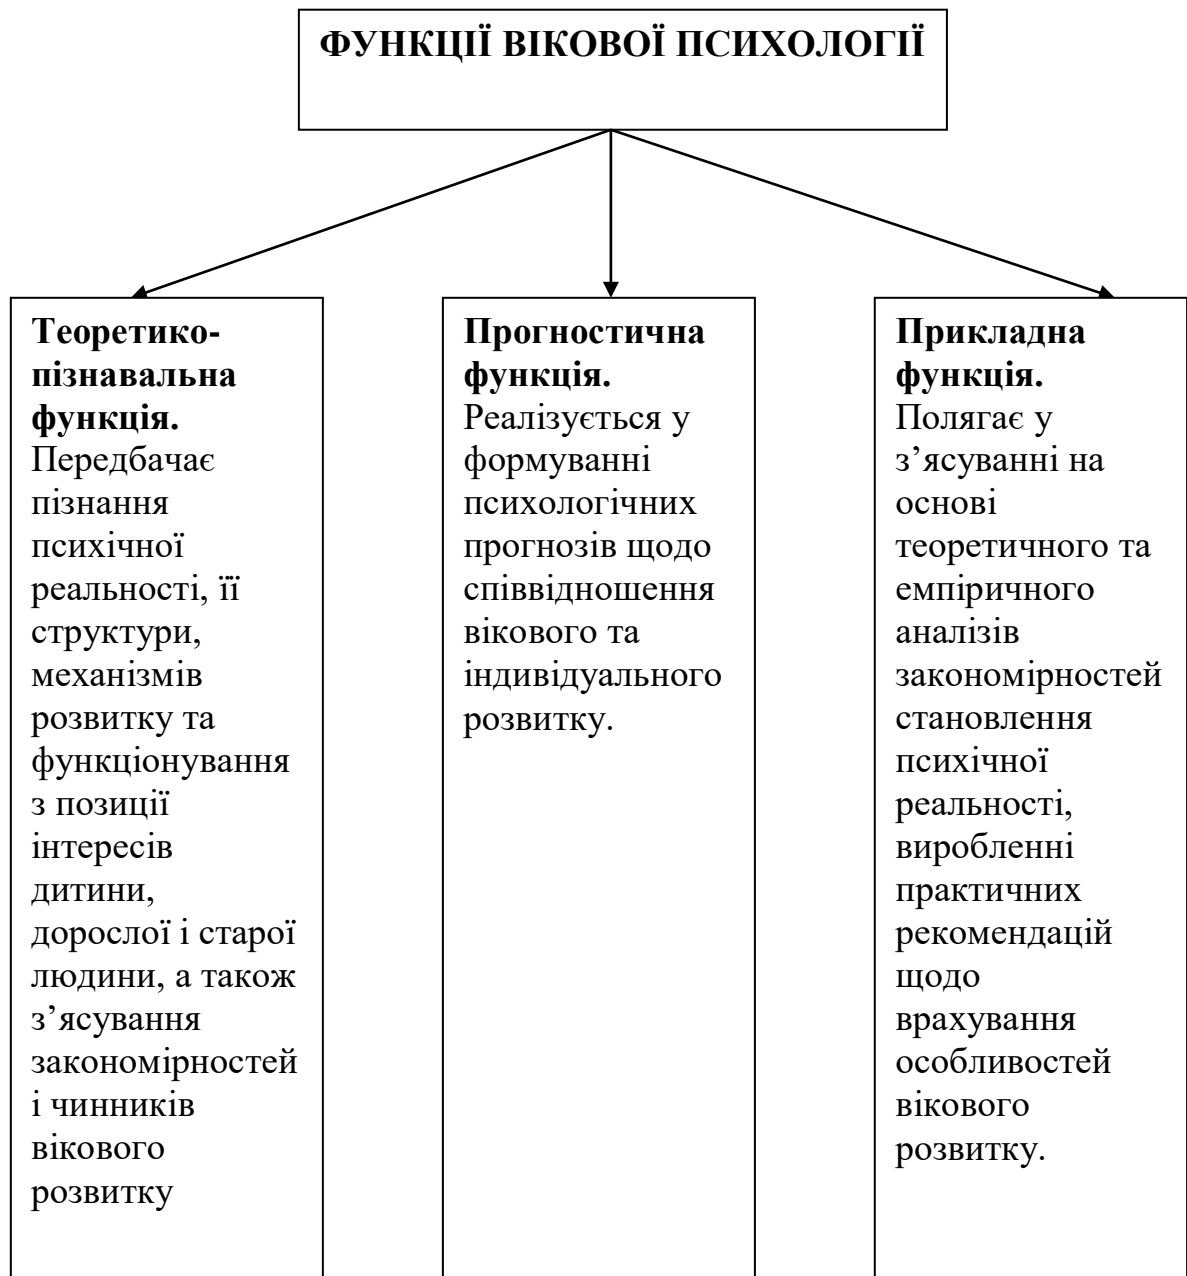 ФУНКЦІЇ ВІКОВОЇ ПСИХОЛОГІЇ
Теоретико-
пізнавальна
функція.
Передбачає
пізнання
психічної
реальності, її
структури,
механізмів
розвитку та
функціонування
з позиції
інтересів
дитини,
дорослої і старої
людини, а також
з’ясування
закономірностей
і чинників
вікового
розвитку
Прогностична
функція.
Реалізується у
формуванні
психологічних
прогнозів щодо
співвідношення
вікового та
індивідуального
розвитку.
Прикладна
функція.
Полягає у
з’ясуванні на
основі
теоретичного та
емпіричного
аналізів
закономірностей
становлення
психічної
реальності,
виробленні
практичних
рекомендацій
щодо
врахування
особливостей
вікового
розвитку.